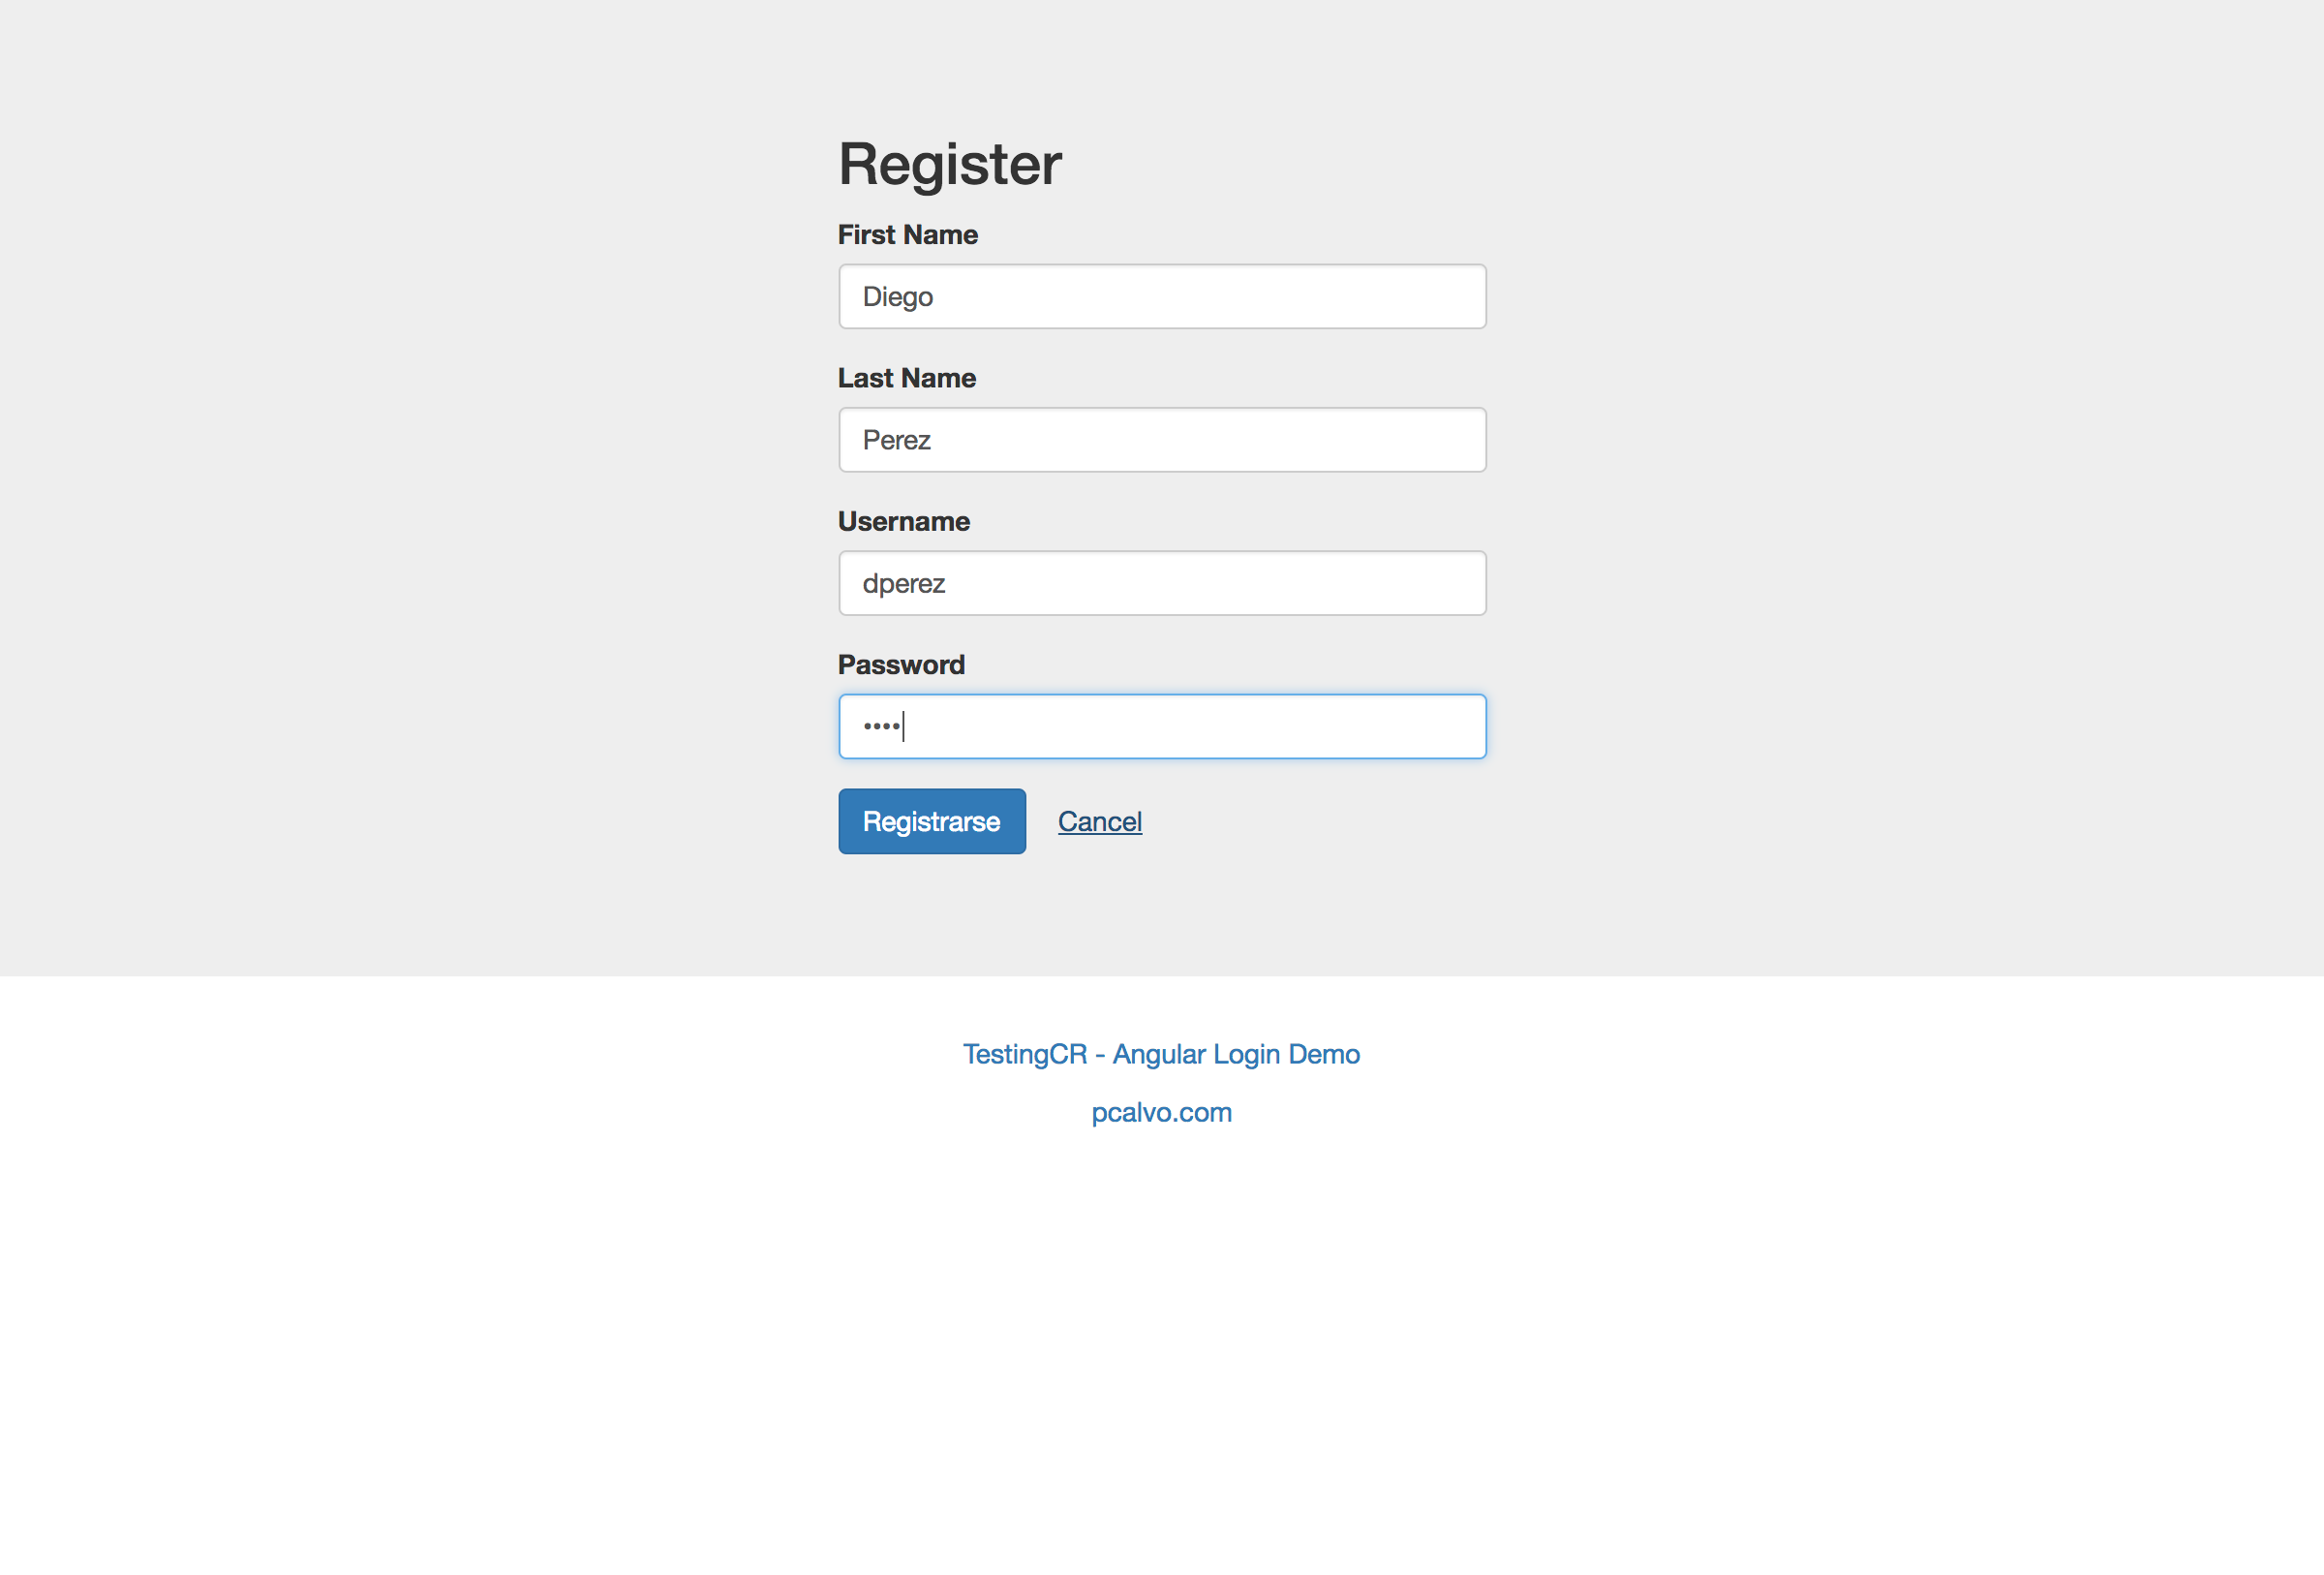 Register
First Name
Diego
Last Name
Perez
Username
dperez
Password
••••
Registrarse Cancel
TestingCR - Angular Login Demo
pcalvo.com